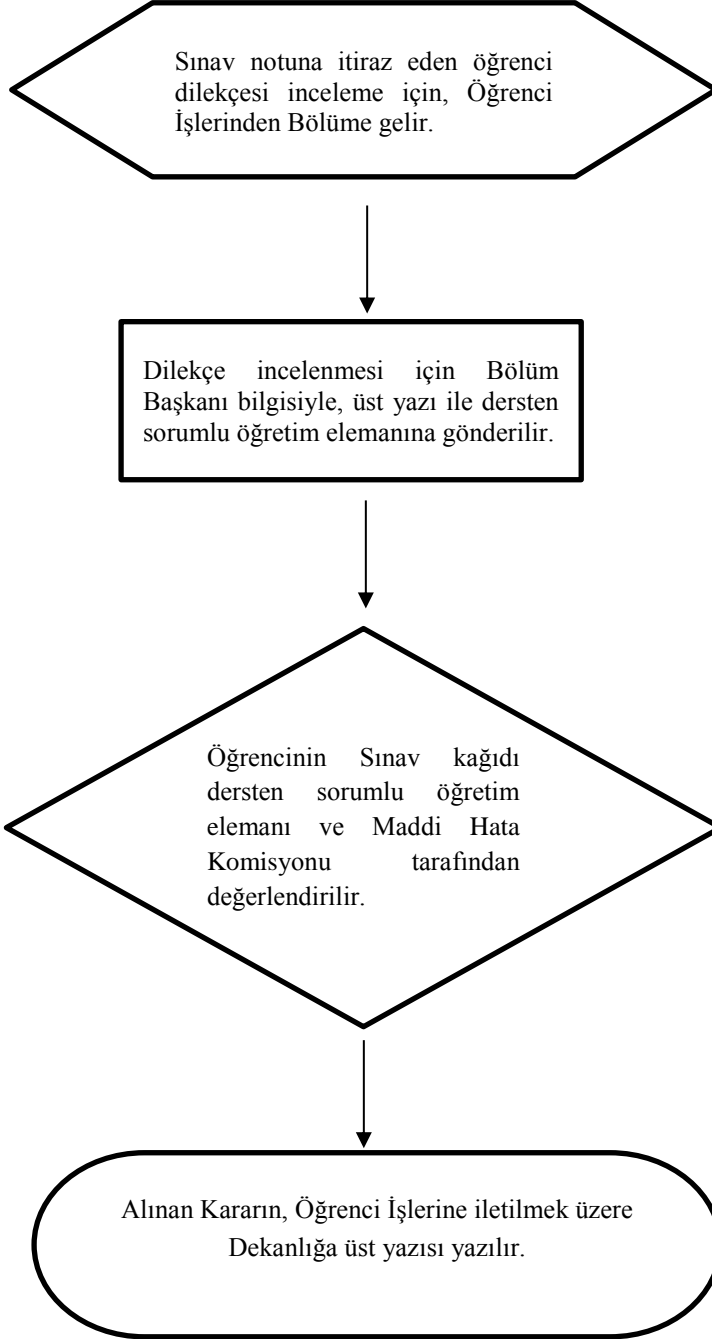 Sınav notuna itiraz eden öğrenci
dilekçesi inceleme için, Öğrenci
İşlerinden Bölüme gelir.
Dilekçe incelenmesi için Bölüm
Başkanı bilgisiyle, üst yazı ile dersten
sorumlu öğretim elemanına gönderilir.
Öğrencinin Sınav kağıdı
dersten sorumlu öğretim
elemanı ve Maddi Hata
Komisyonu tarafından
değerlendirilir.
Alınan Kararın, Öğrenci İşlerine iletilmek üzere
Dekanlığa üst yazısı yazılır.